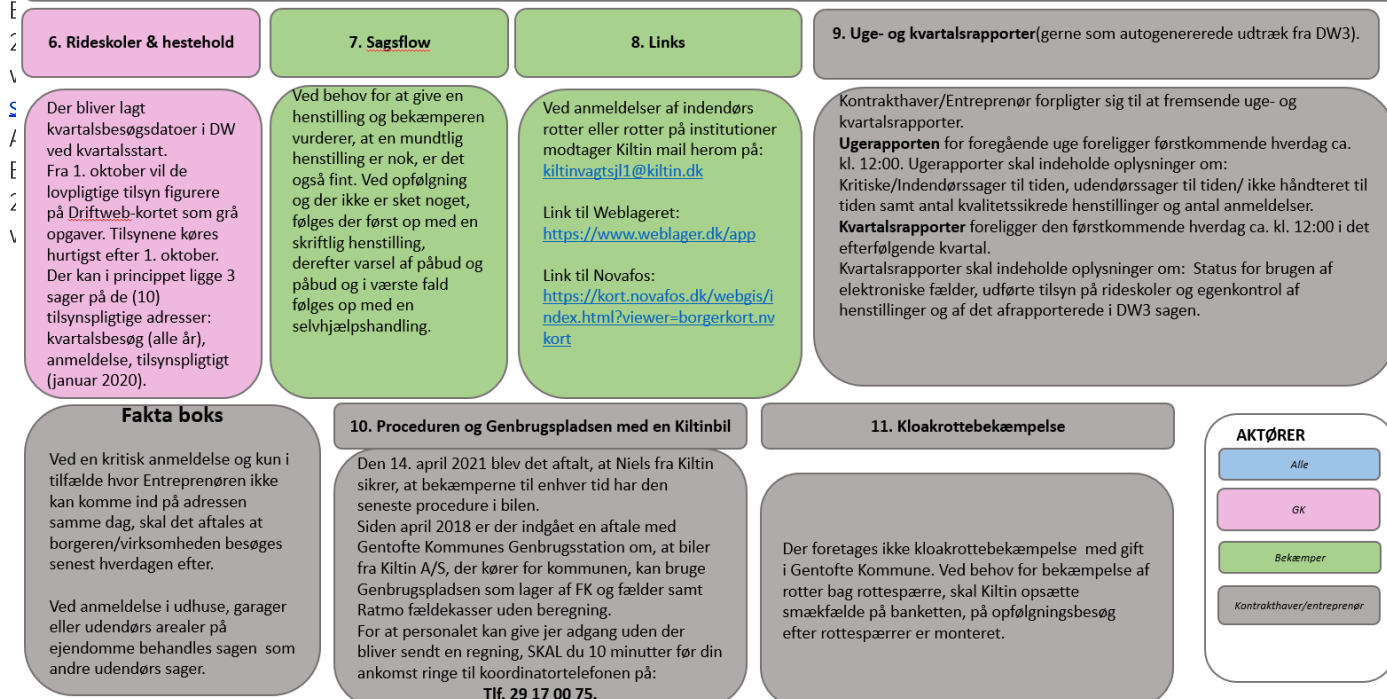 6. Rideskoler & hestehold
7. Sagsflow
8. Links
9. Uge- og kvartalsrapporter(gerne som autogenererede udtræk fra DW3).
Der bliver lagt
kvartalsbesøgsdatoer i DW
ved kvartalsstart.
Fra 1. oktober vil de
lovpligtige tilsyn figurere
på Driftweb-kortet som grå
opgaver. Tilsynene køres
hurtigst efter 1. oktober.
Der kan i princippet ligge 3
sager på de (10)
tilsynspligtige adresser:
kvartalsbesøg (alle år),
anmeldelse, tilsynspligtigt
(januar 2020).
Ved behov for at give en
henstilling og bekæmperen
vurderer, at en mundtlig
henstilling er nok, er det
også fint. Ved opfølgning
og der ikke er sket noget,
følges der først op med en
skriftlig henstilling,
derefter varsel af påbud og
påbud og i værste fald
følges op med en
selvhjælpshandling.
Ved anmeldelser af indendørs
rotter eller rotter på institutioner
modtager Kiltin mail herom på:
kiltinvagtsjl1@kiltin.dk
Link til Weblageret:
https://www.weblager.dk/app
Link til Novafos:
https://kort.novafos.dk/webgis/i
ndex.html?viewer=borgerkort.nv
kort
Kontrakthaver/Entreprenør forpligter sig til at fremsende uge- og
kvartalsrapporter.
Ugerapporten for foregående uge foreligger førstkommende hverdag ca.
kl. 12:00. Ugerapporter skal indeholde oplysninger om:
Kritiske/Indendørssager til tiden, udendørssager til tiden/ ikke håndteret til
tiden samt antal kvalitetssikrede henstillinger og antal anmeldelser.
Kvartalsrapporter foreligger den førstkommende hverdag ca. kl. 12:00 i det
efterfølgende kvartal.
Kvartalsrapporter skal indeholde oplysninger om:  Status for brugen af
elektroniske fælder, udførte tilsyn på rideskoler og egenkontrol af
henstillinger og af det afrapporterede i DW3 sagen.
Fakta boks
Ved en kritisk anmeldelse og kun i
tilfælde hvor Entreprenøren ikke
kan komme ind på adressen
samme dag, skal det aftales at
borgeren/virksomheden besøges
senest hverdagen efter.
Ved anmeldelse i udhuse, garager
eller udendørs arealer på
ejendomme behandles sagen  som
andre udendørs sager.
10. Proceduren og Genbrugspladsen med en Kiltinbil
Den 14. april 2021 blev det aftalt, at Niels fra Kiltin
sikrer, at bekæmperne til enhver tid har den
seneste procedure i bilen.
Siden april 2018 er der indgået en aftale med
Gentofte Kommunes Genbrugsstation om, at biler
fra Kiltin A/S, der kører for kommunen, kan bruge
Genbrugspladsen som lager af FK og fælder samt
Ratmo fældekasser uden beregning.
For at personalet kan give jer adgang uden der
bliver sendt en regning, SKAL du 10 minutter før din
ankomst ringe til koordinatortelefonen på:
Tlf. 29 17 00 75.
11. Kloakrottebekæmpelse
Der foretages ikke kloakrottebekæmpelse  med gift
i Gentofte Kommune. Ved behov for bekæmpelse af
rotter bag rottespærre, skal Kiltin opsætte
smækfælde på banketten, på opfølgningsbesøg
efter rottespærrer er monteret.
AKTØRER
Alle
GK
Bekæmper
Kontrakthaver/entreprenør